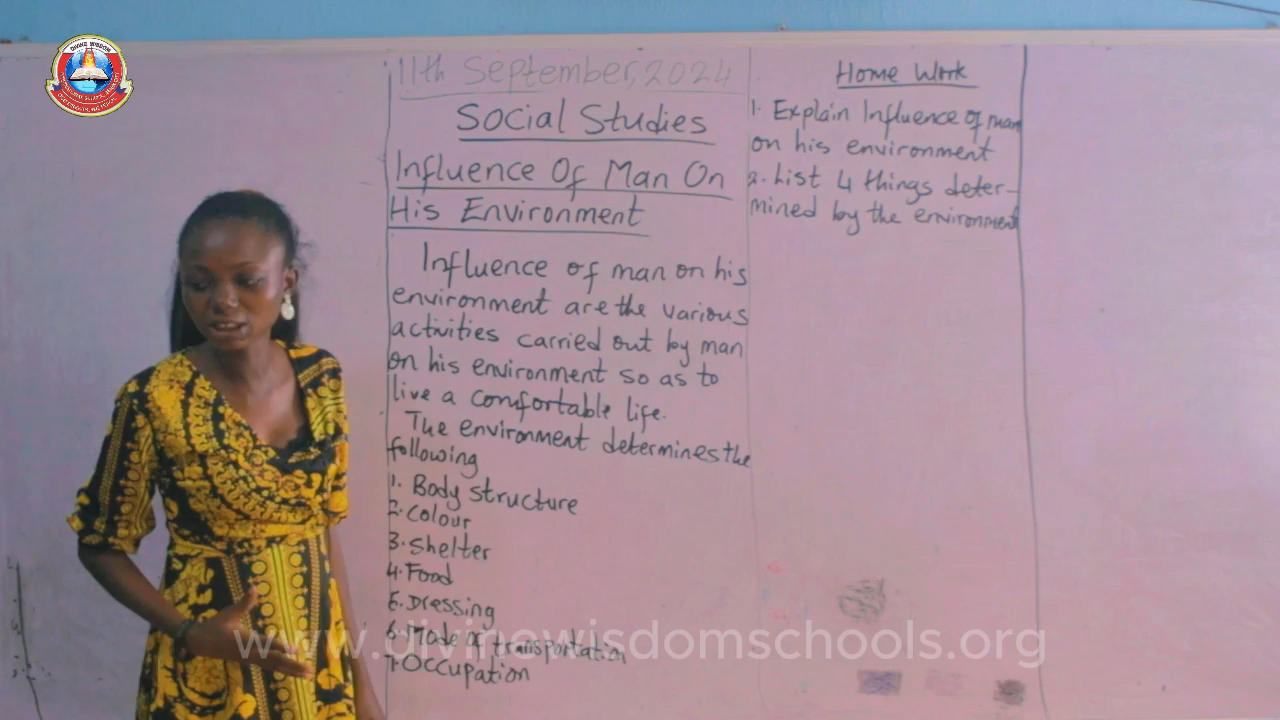 DIVINE WISDOM
11th September, 2024
Social Studies
Influence Of Man On
His Environment
Influence of man on his
environment are the various
activities carried out by man
on his environment so as to
live a comfortable life.
The environment determines the
following
1. Body structure
2. Colour
3. Shelter
4. Food
5. Dressing
6. Mode of transportation
7. Occupation
Home Work
1. Explain Influence of man
on his environment
2. List 4 things deter-
mined by the environment
www.divinewisdomschools.org